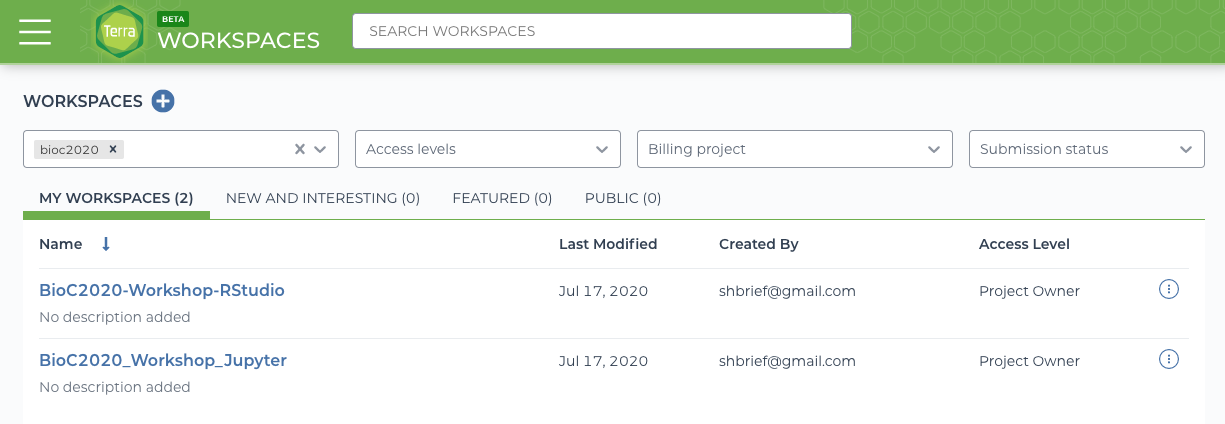 Terra
BETA
WORKSPACES
SEARCH WORKSPACES
WORKSPACES
bioc2020
Access levels
Billing project
Submission status
MY WORKSPACES (2)
NEW AND INTERESTING (0)
FEATURED (0)
PUBLIC (0)
Name Last Modified Created By Access Level
BioC2020-Workshop-RStudio Jul 17, 2020 shbrief@gmail.com Project Owner
No description added
BioC2020_Workshop_Jupyter Jul 17, 2020 shbrief@gmail.com Project Owner
No description added